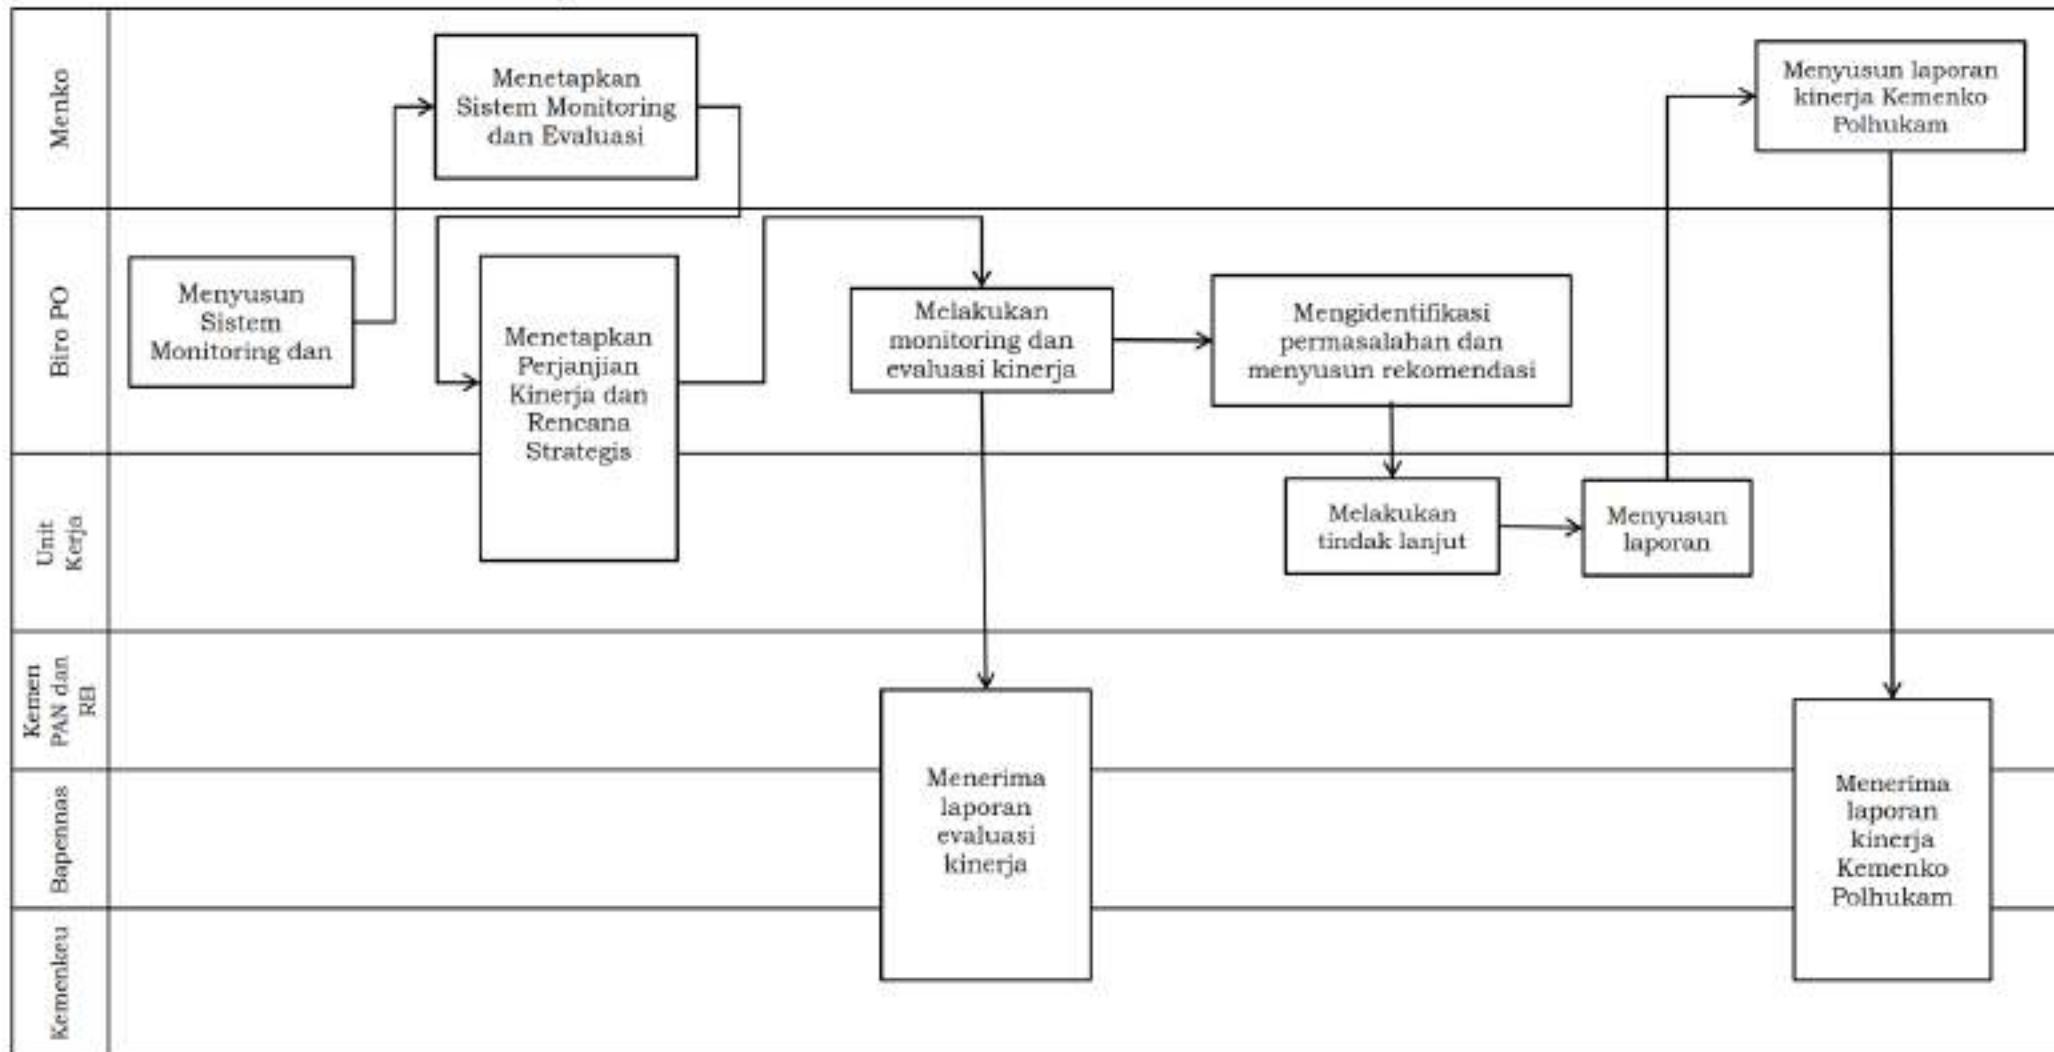 Menko
Menetapkan
Sistem Monitoring
dan Evaluasi
Menyusun laporan
kinerja Kemenko
Polhukam
Biro PO
Menyusun
Sistem
Monitoring dan
Menetapkan
Perjanjian
Kinerja dan
Rencana
Strategis
Melakukan
monitoring dan
evaluasi kinerja
Mengidentifikasi
permasalahan dan
menyusun rekomendasi
Unit
Kerja
Melakukan
tindak lanjut
Menyusun
laporan
Kemen
PAN dan
RB
Bapennas
Menerima
laporan
evaluasi
kinerja
Menerima
laporan
kinerja
Kemenko
Polhukam
Kemenkeu